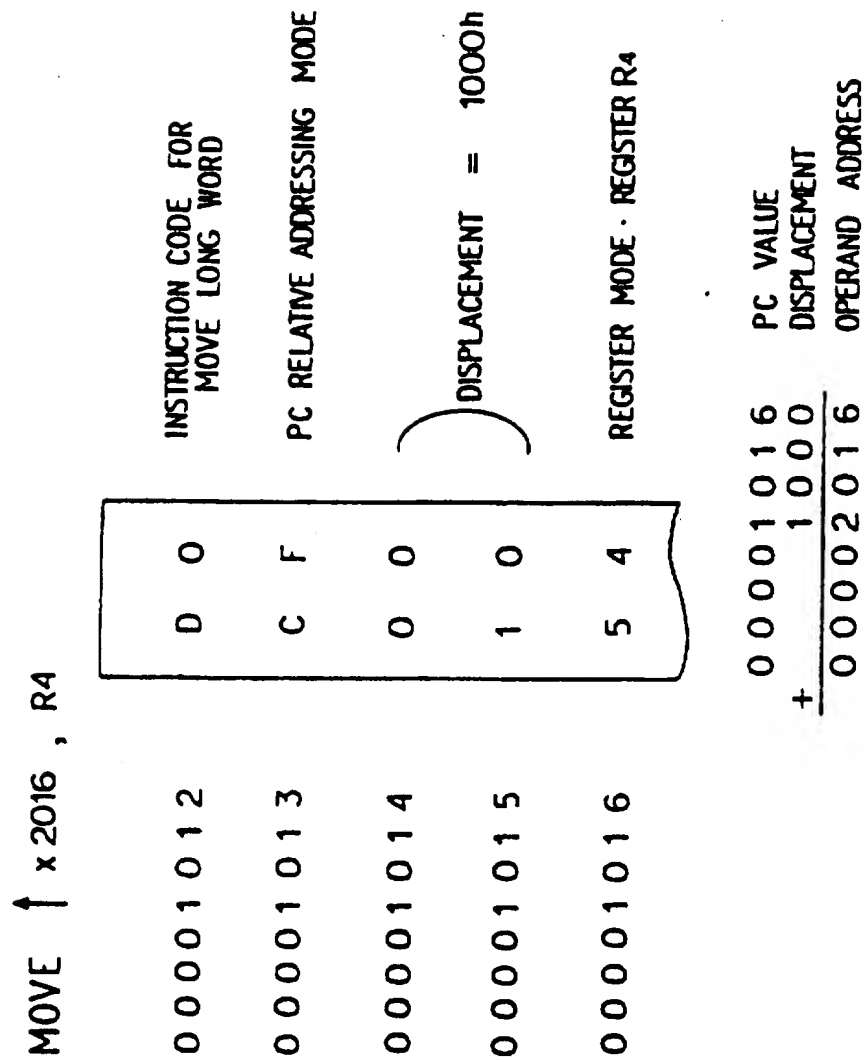 MOVE ↑ x2016 , R4
00001012 D 0 INSTRUCTION CODE FOR
MOVE LONG WORD
00001013 C F PC RELATIVE ADDRESSING MODE
00001014 0 0
DISPLACEMENT = 1000h
00001015 1 0
00001016 5 4 REGISTER MODE · REGISTER R4
00001016 PC VALUE
+ 1000 DISPLACEMENT
00002016 OPERAND ADDRESS